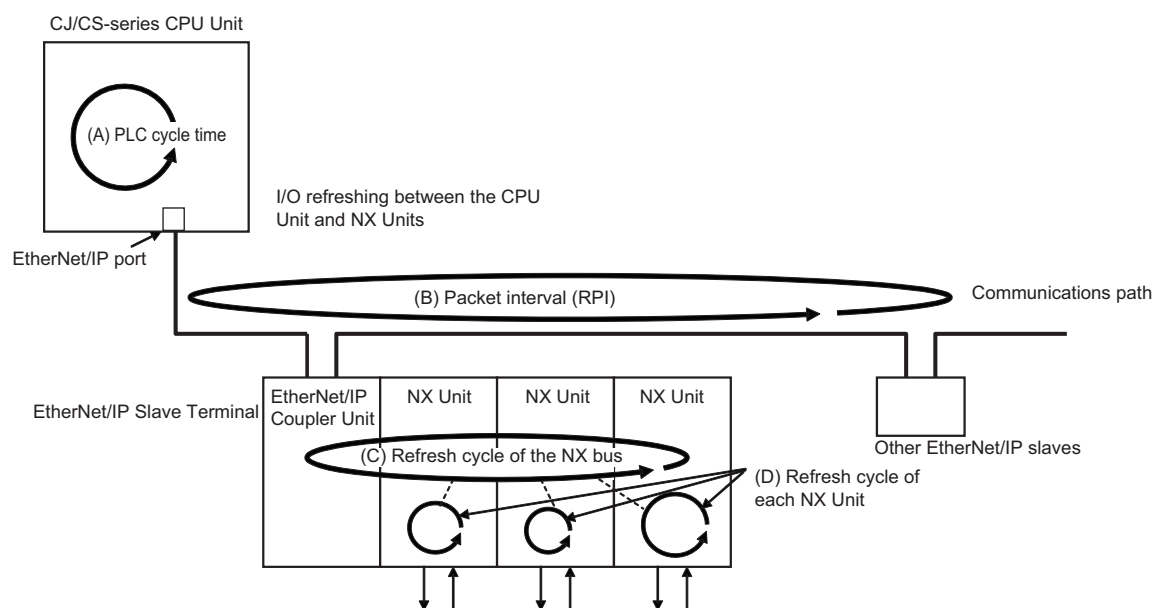 CJ/CS-series CPU Unit
(A) PLC cycle time
I/O refreshing between the CPU
Unit and NX Units
EtherNet/IP port
(B) Packet interval (RPI)
Communications path
EtherNet/IP Slave Terminal
EtherNet/IP
Coupler Unit
NX Unit
NX Unit
NX Unit
(C) Refresh cycle of the NX bus
Other EtherNet/IP slaves
(D) Refresh cycle of
each NX Unit